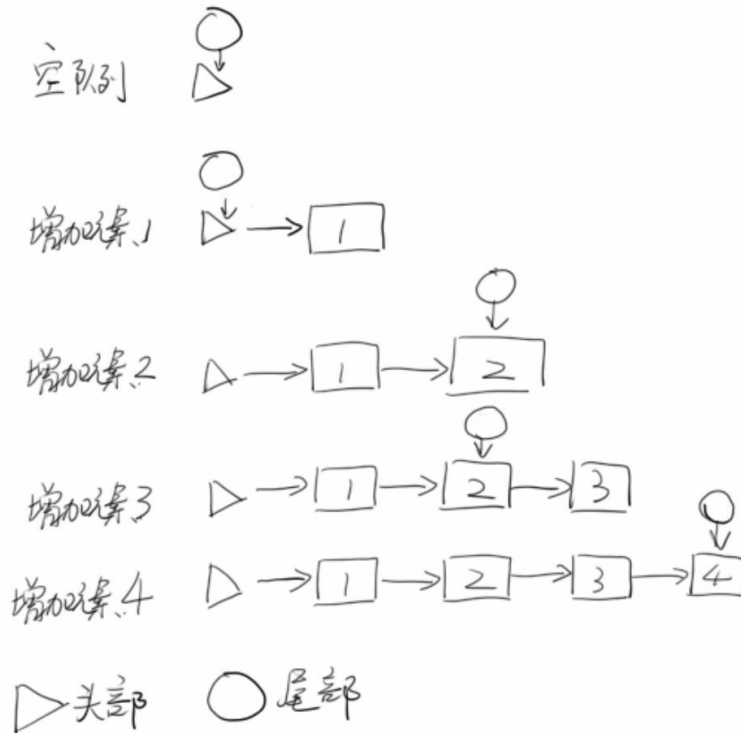 空队列
增加元素1 1
增加元素2 1 2
增加元素3 1 2 3
增加元素4 1 2 3 4
头部 尾部